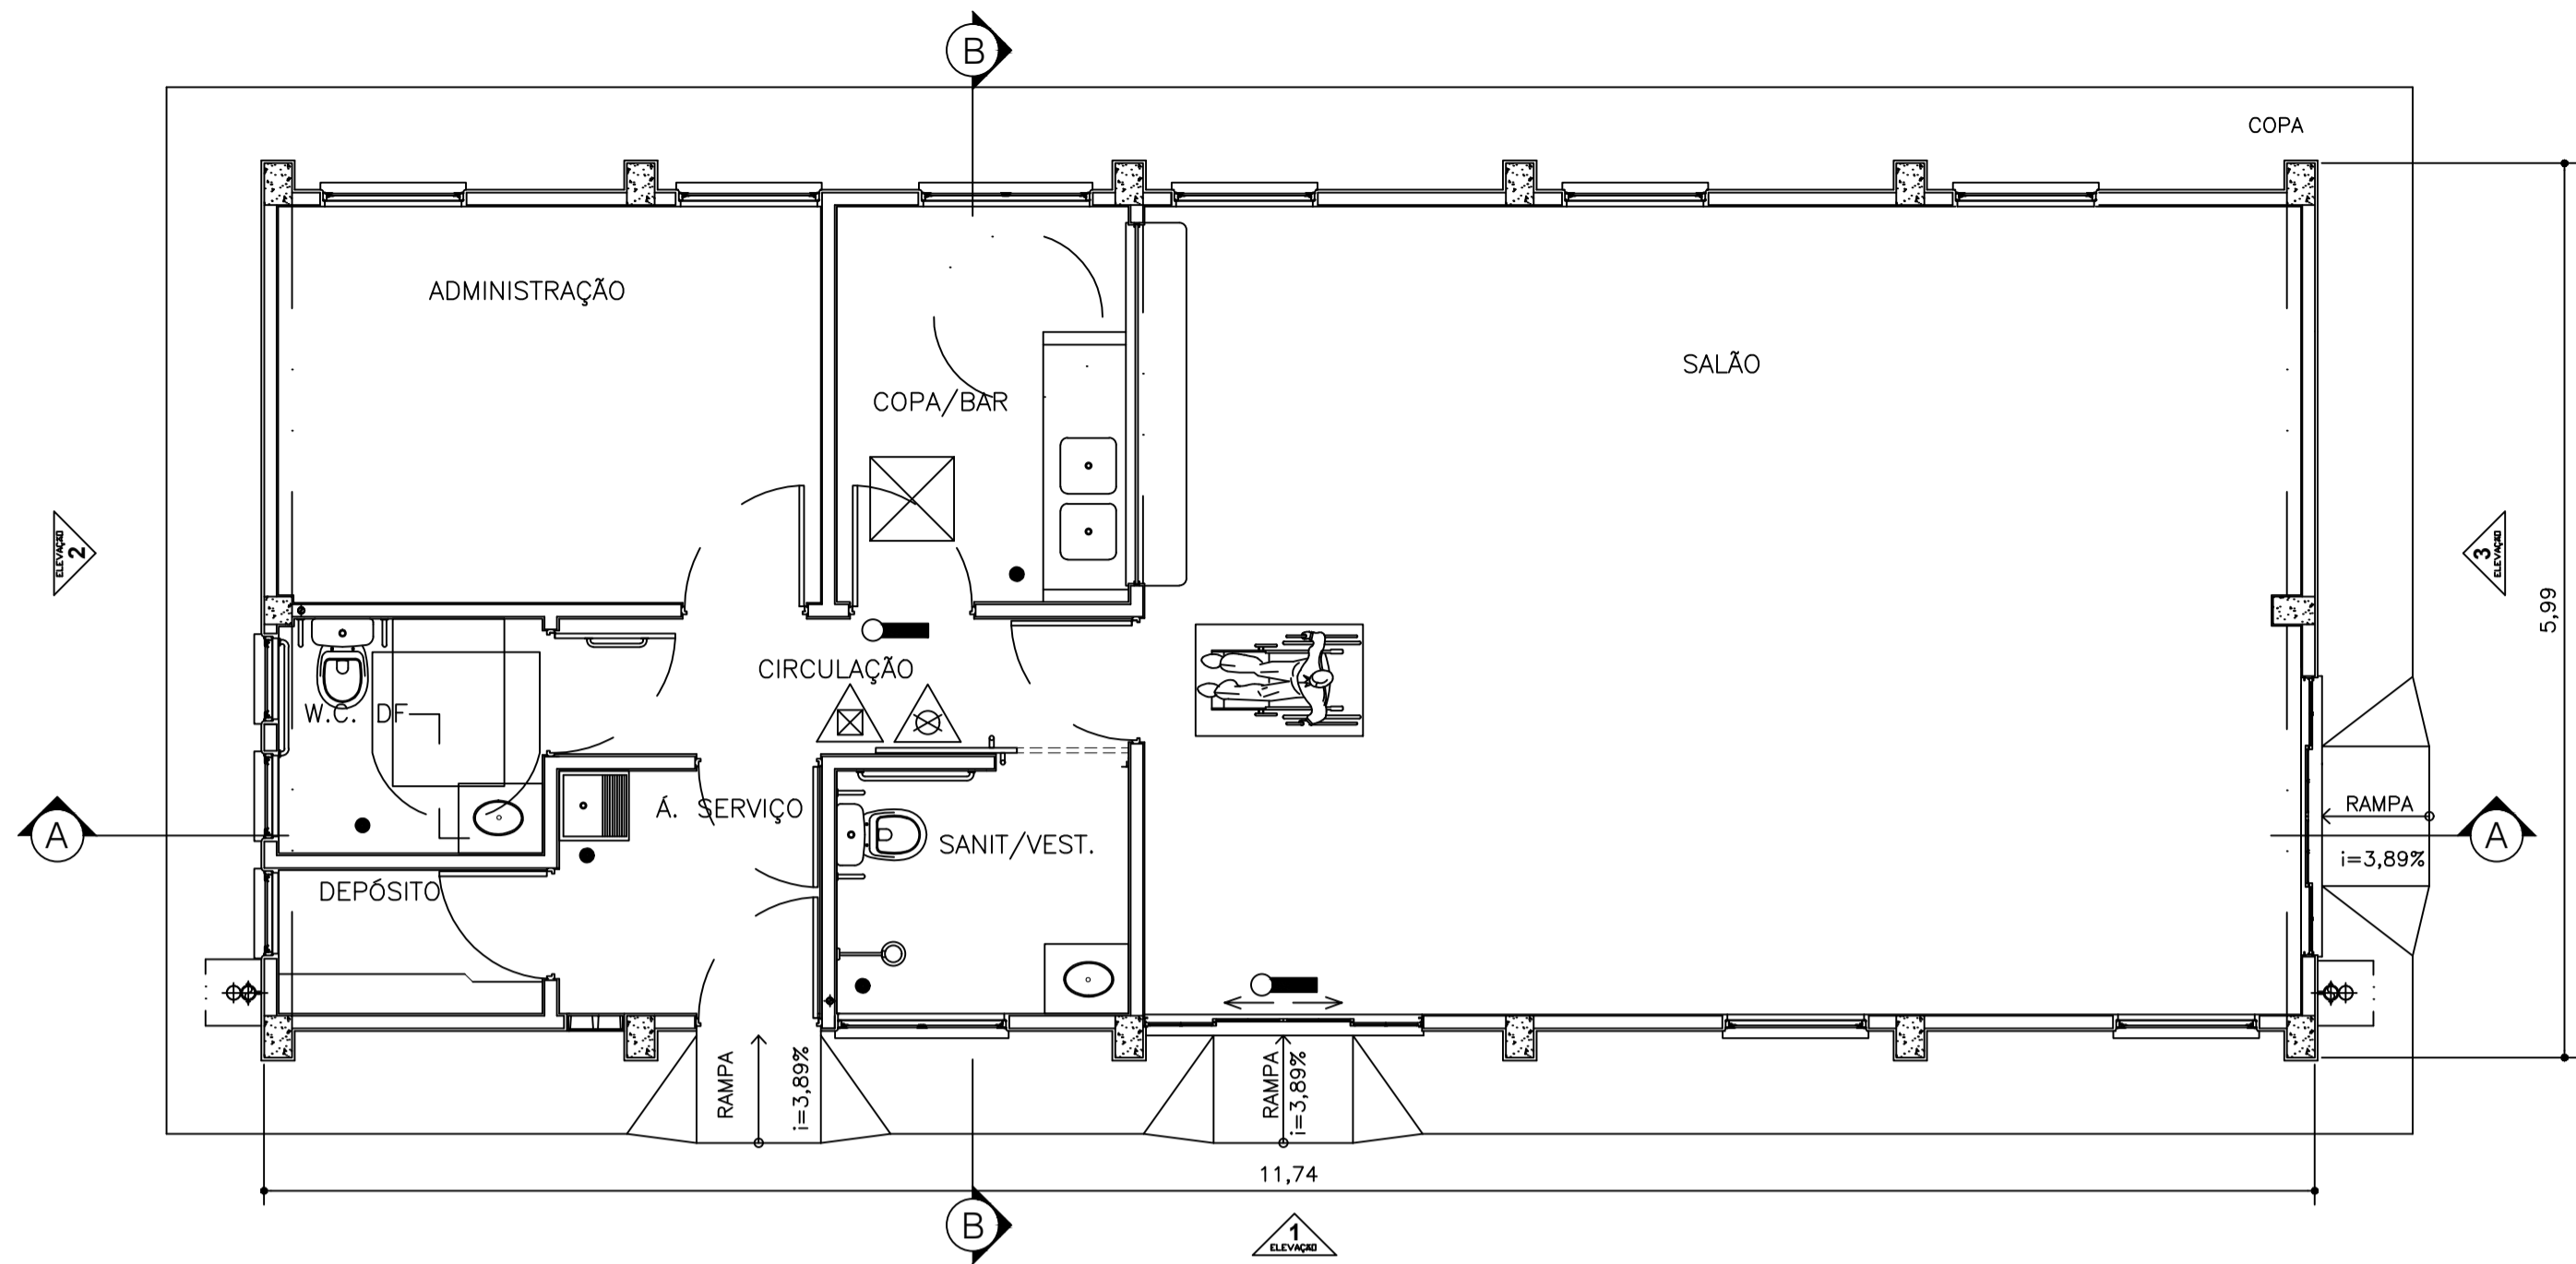 B
COPA
ADMINISTRAÇÃO
SALÃO
COPA/BAR
ELEVAÇÃO
2
3
ELEVAÇÃO
5,99
CIRCULAÇÃO
W.C. DF
RAMPA
Á. SERVIÇO
A
SANIT/VEST.
A
i=3,89%
DEPÓSITO
RAMPA
i=3,89%
RAMPA
i=3,89%
11,74
B
1
ELEVAÇÃO